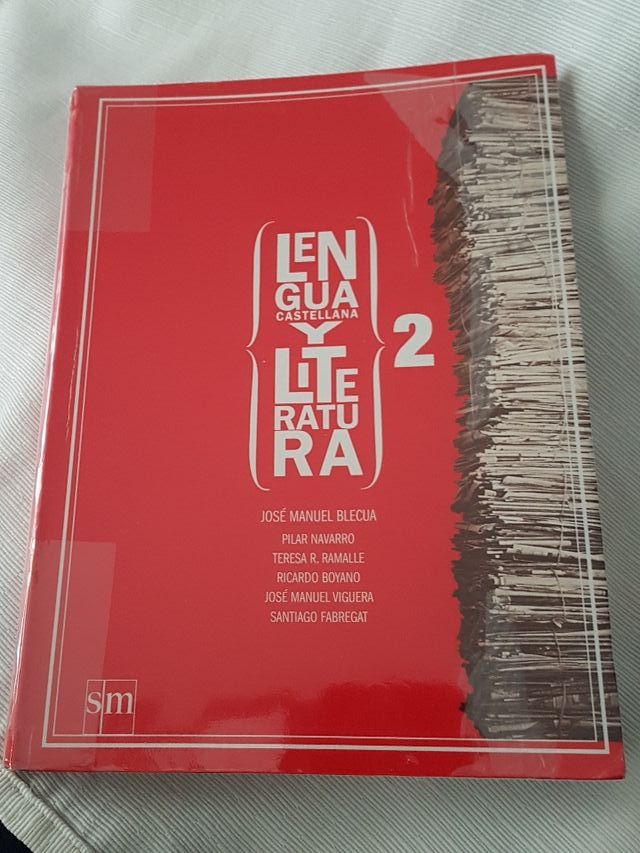 LEN
GUA
CASTELLANA
Y
LITE
RATU
RA
2
JOSÉ MANUEL BLECUA
PILAR NAVARRO
TERESA R. RAMALLE
RICARDO BOYANO
JOSÉ MANUEL VIGUERA
SANTIAGO FABREGAT
sm